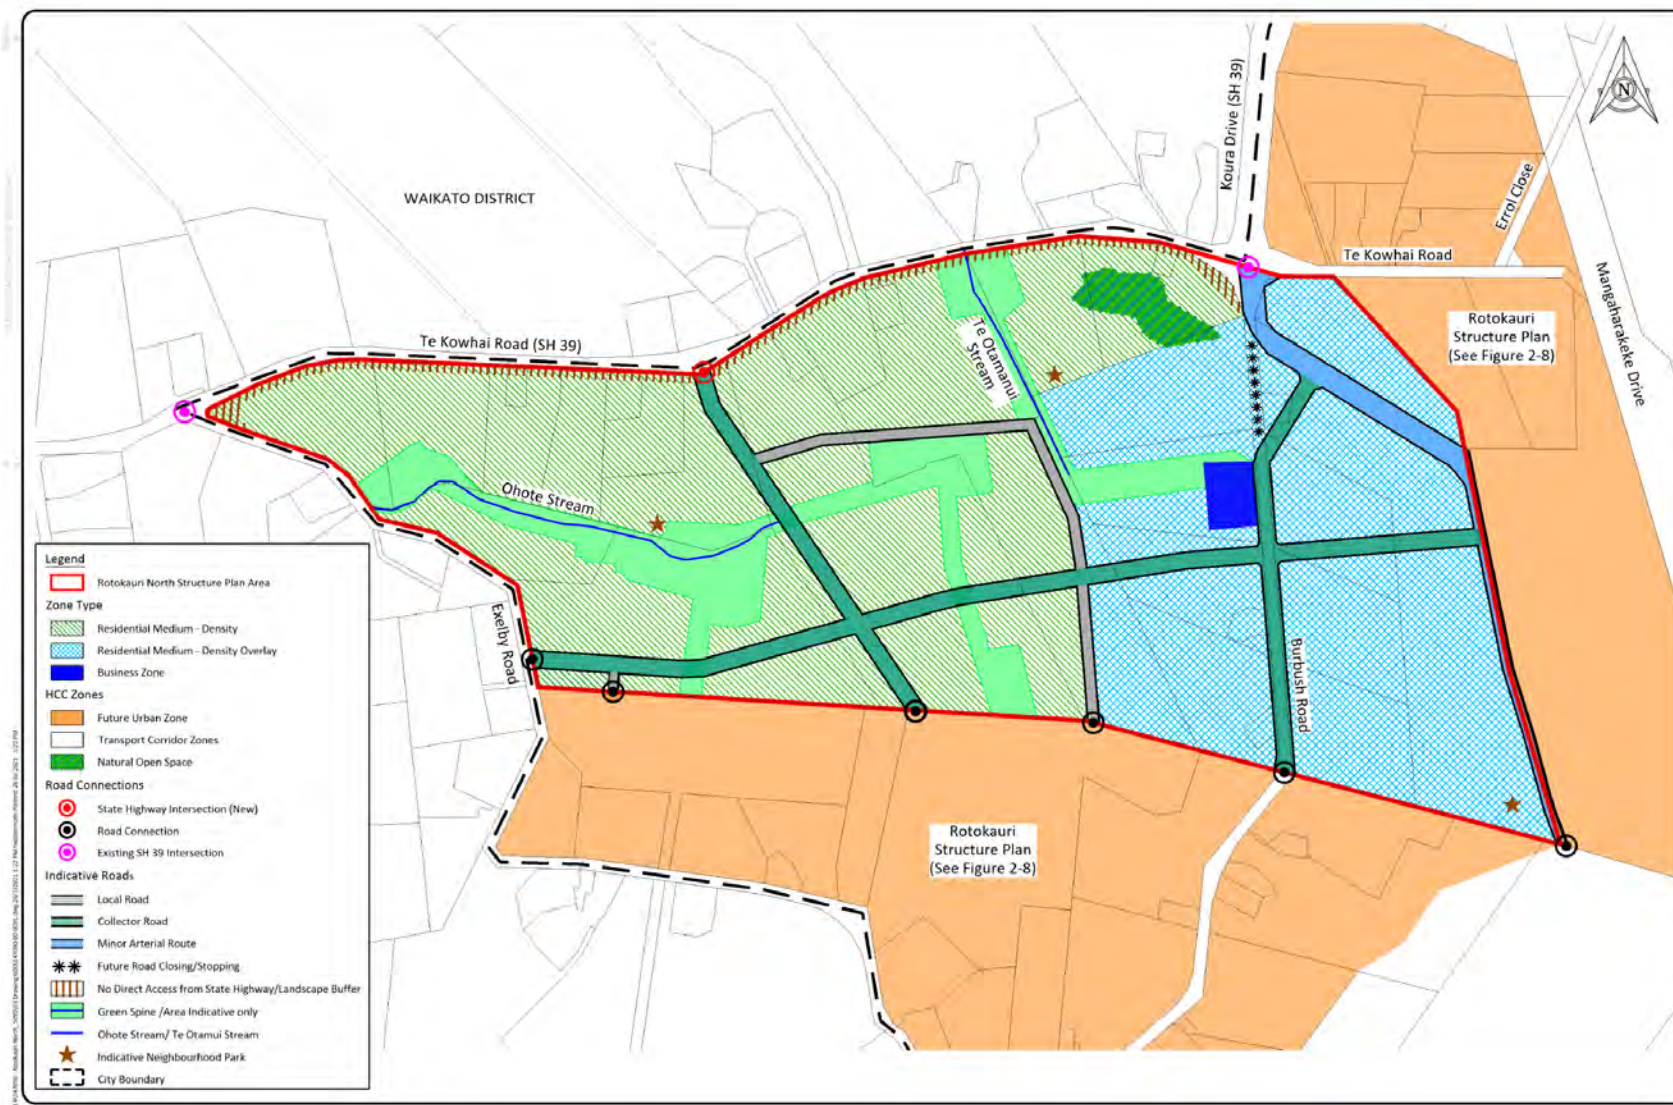 Koura Drive (SH 39)
N
WAIKATO DISTRICT
Errol Close
Te Kowhai Road
Mangaharakeke Drive
Rotokauri
Structure Plan
(See Figure 2-8)
Te Kowhai Road (SH 39)
Te Otamanui
Stream
Ohote Stream
Exelby Road
Burbush Road
Rotokauri
Structure Plan
(See Figure 2-8)
Legend
Rotokauri North Structure Plan Area
Zone Type
Residential Medium - Density
Residential Medium - Density Overlay
Business Zone
HCC Zones
Future Urban Zone
Transport Corridor Zones
Natural Open Space
Road Connections
State Highway Intersection (New)
Road Connection
Existing SH 39 Intersection
Indicative Roads
Local Road
Collector Road
Minor Arterial Route
Future Road Closing/Stopping
No Direct Access from State Highway/Landscape Buffer
Green Spine /Area Indicative only
Ohote Stream/ Te Otamui Stream
Indicative Neighbourhood Park
City Boundary